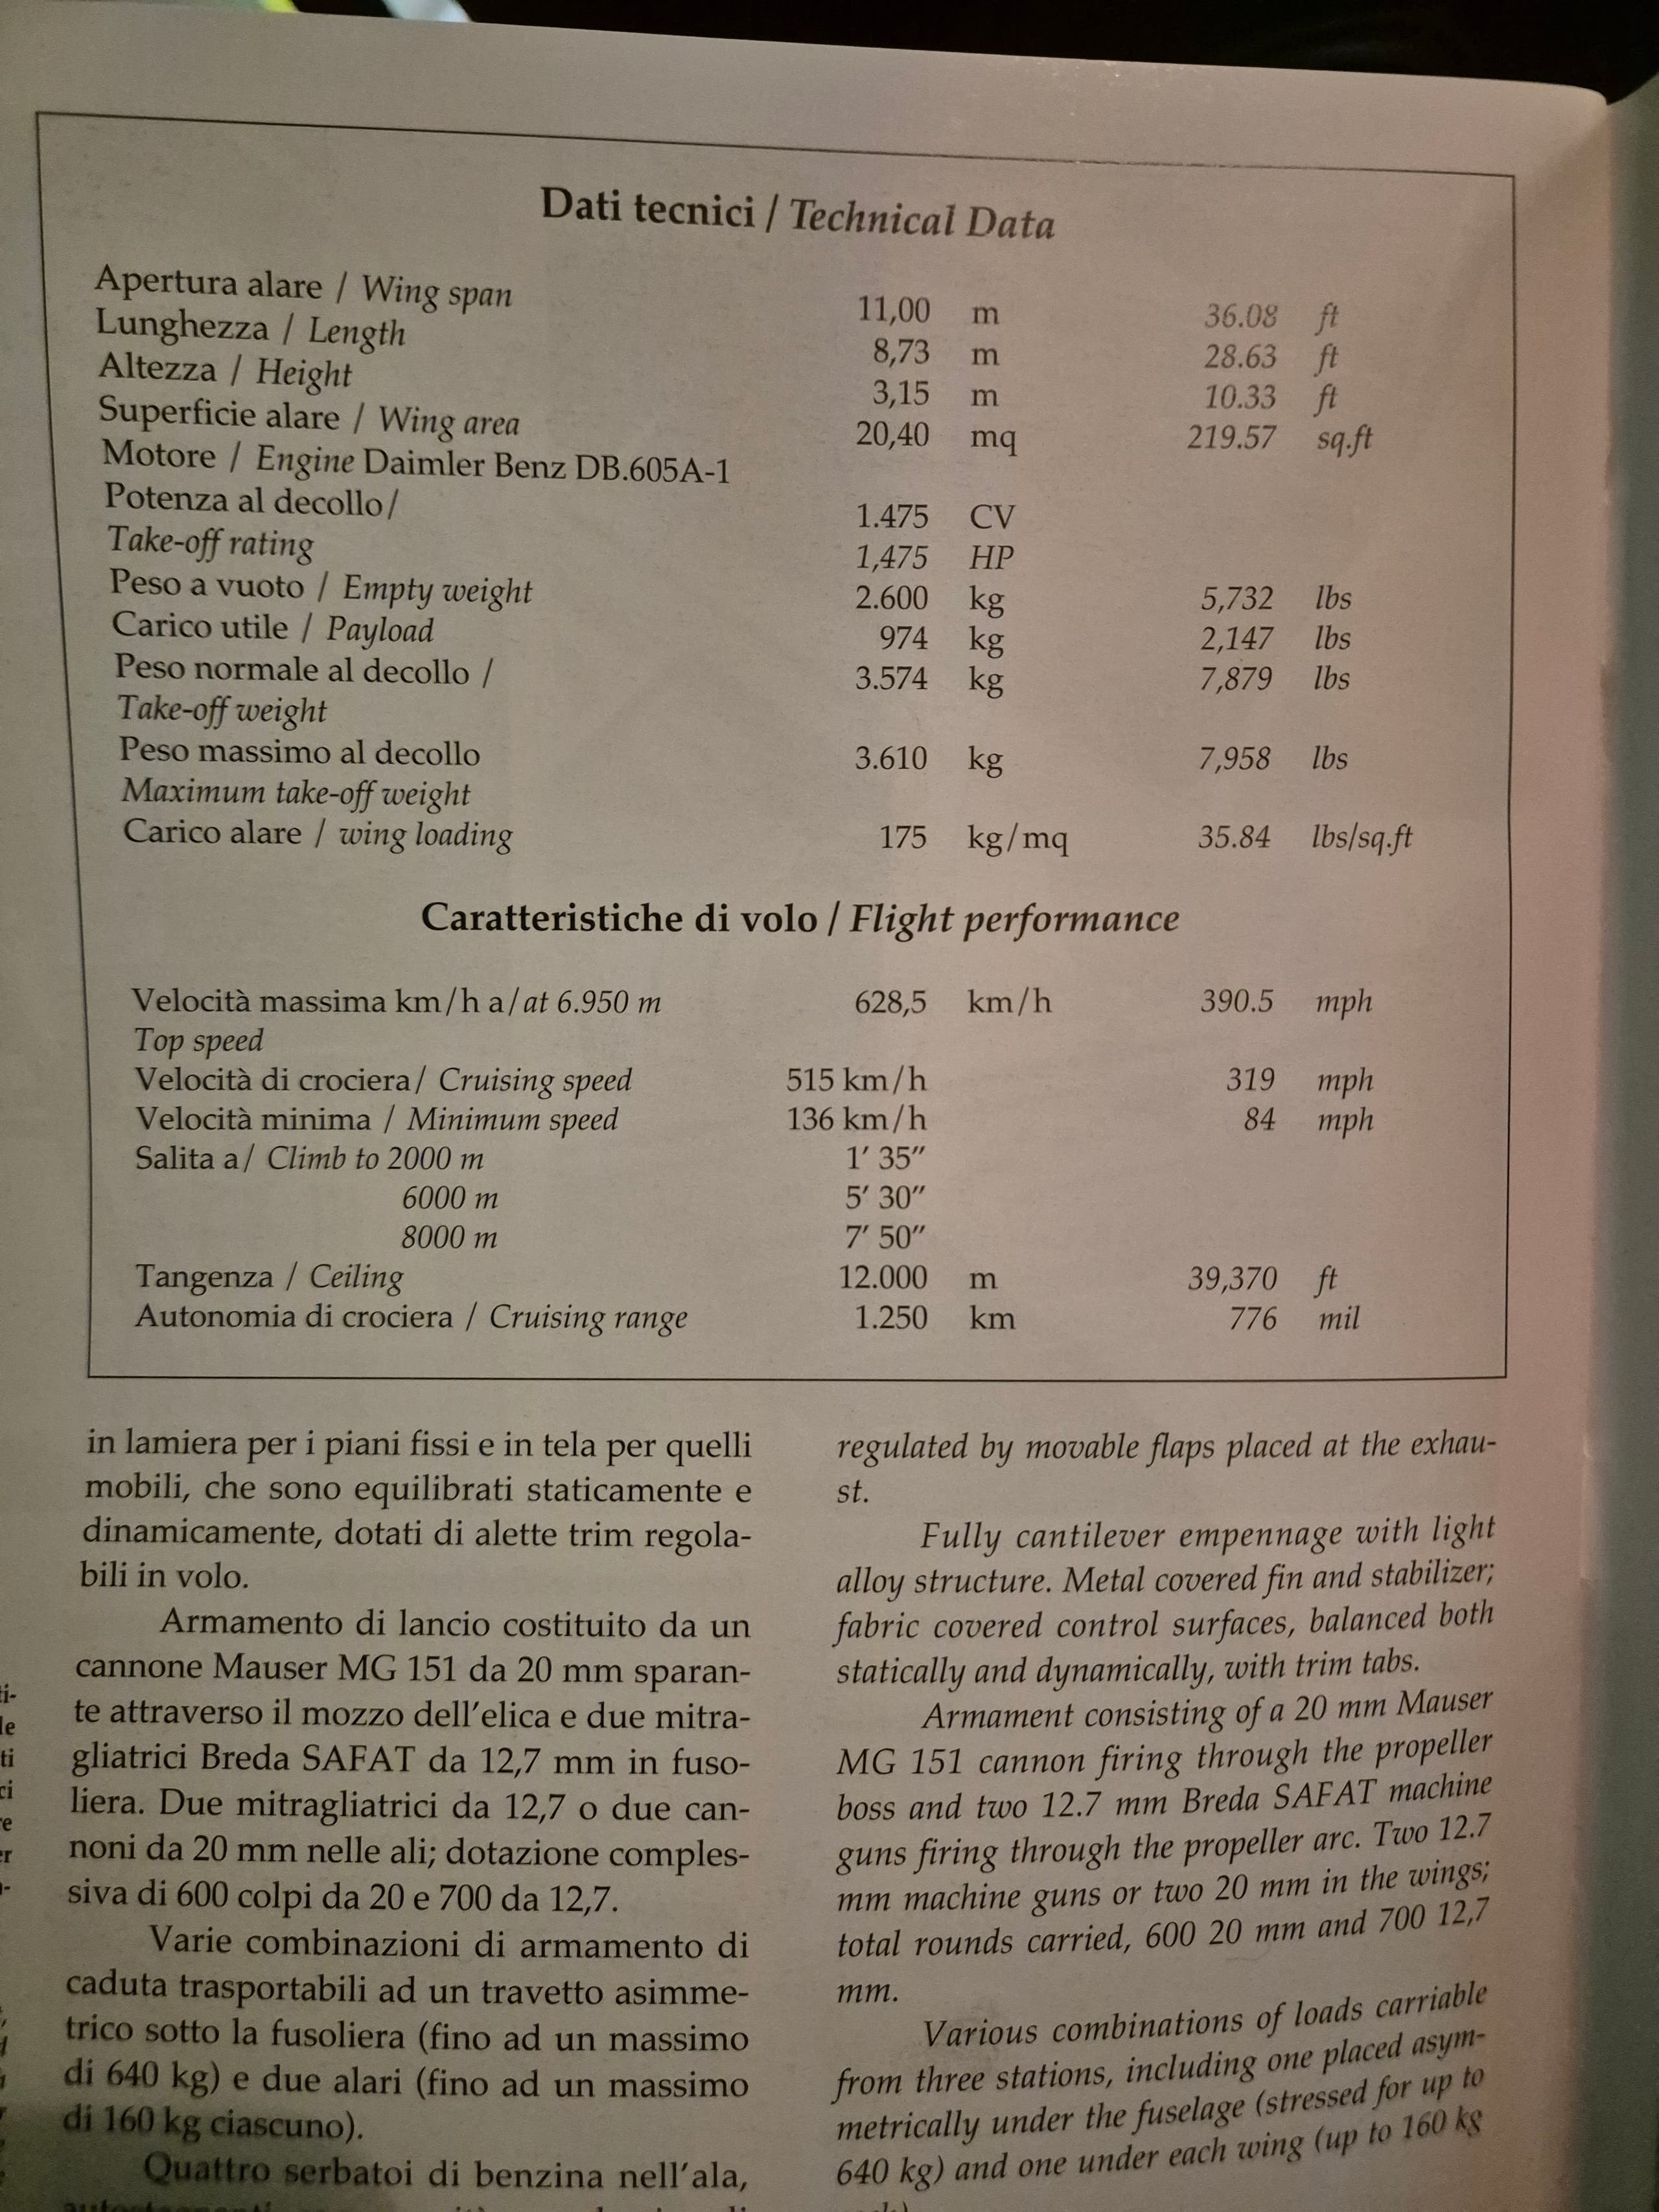 Dati tecnici / Technical Data
Apertura alare / Wing span 11,00 m 36.08 ft
Lunghezza / Length 8,73 m 28.63 ft
Altezza / Height 3,15 m 10.33 ft
Superficie alare / Wing area 20,40 mq 219.57 sq.ft
Motore / Engine Daimler Benz DB.605A-1
Potenza al decollo/ 1.475 CV
Take-off rating 1,475 HP
Peso a vuoto / Empty weight 2.600 kg 5,732 lbs
Carico utile / Payload 974 kg 2,147 lbs
Peso normale al decollo / 3.574 kg 7,879 lbs
Take-off weight
Peso massimo al decollo 3.610 kg 7,958 lbs
Maximum take-off weight
Carico alare / wing loading 175 kg/mq 35.84 lbs/sq.ft
Caratteristiche di volo / Flight performance
Velocità massima km/h a/at 6.950 m 628,5 km/h 390.5 mph
Top speed
Velocità di crociera/ Cruising speed 515 km/h 319 mph
Velocità minima / Minimum speed 136 km/h 84 mph
Salita a/ Climb to 2000 m 1′ 35″
6000 m 5′ 30″
8000 m 7′ 50″
Tangenza / Ceiling 12.000 m 39,370 ft
Autonomia di crociera / Cruising range 1.250 km 776 mil
in lamiera per i piani fissi e in tela per quelli
mobili, che sono equilibrati staticamente e
dinamicamente, dotati di alette trim regola-
bili in volo.
Armamento di lancio costituito da un
cannone Mauser MG 151 da 20 mm sparan-
te attraverso il mozzo dell'elica e due mitra-
gliatrici Breda SAFAT da 12,7 mm in fuso-
liera. Due mitragliatrici da 12,7 o due can-
noni da 20 mm nelle ali; dotazione comples-
siva di 600 colpi da 20 e 700 da 12,7.
Varie combinazioni di armamento di
caduta trasportabili ad un travetto asimme-
trico sotto la fusoliera (fino ad un massimo
di 640 kg) e due alari (fino ad un massimo
di 160 kg ciascuno).
Quattro serbatoi di benzina nell'ala,
regulated by movable flaps placed at the exhau-
st.
Fully cantilever empennage with light
alloy structure. Metal covered fin and stabilizer;
fabric covered control surfaces, balanced both
statically and dynamically, with trim tabs.
Armament consisting of a 20 mm Mauser
MG 151 cannon firing through the propeller
boss and two 12.7 mm Breda SAFAT machine
guns firing through the propeller arc. Two 12.7
mm machine guns or two 20 mm in the wings;
total rounds carried, 600 20 mm and 700 12,7
mm.
Various combinations of loads carriable
from three stations, including one placed asym-
metrically under the fuselage (stressed for up to
640 kg) and one under each wing (up to 160 kg